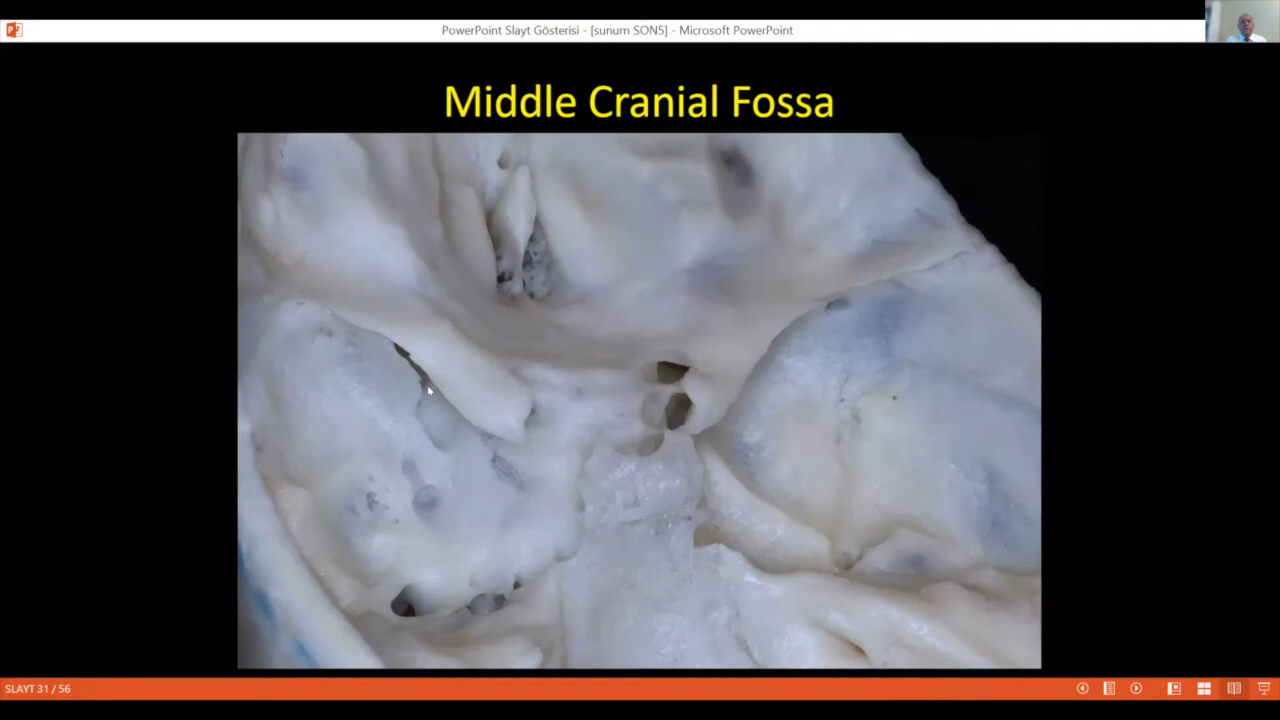 PowerPoint Slayt Gösterisi - [sunum SON5] - Microsoft PowerPoint
Middle Cranial Fossa
SLAYT 31 / 56